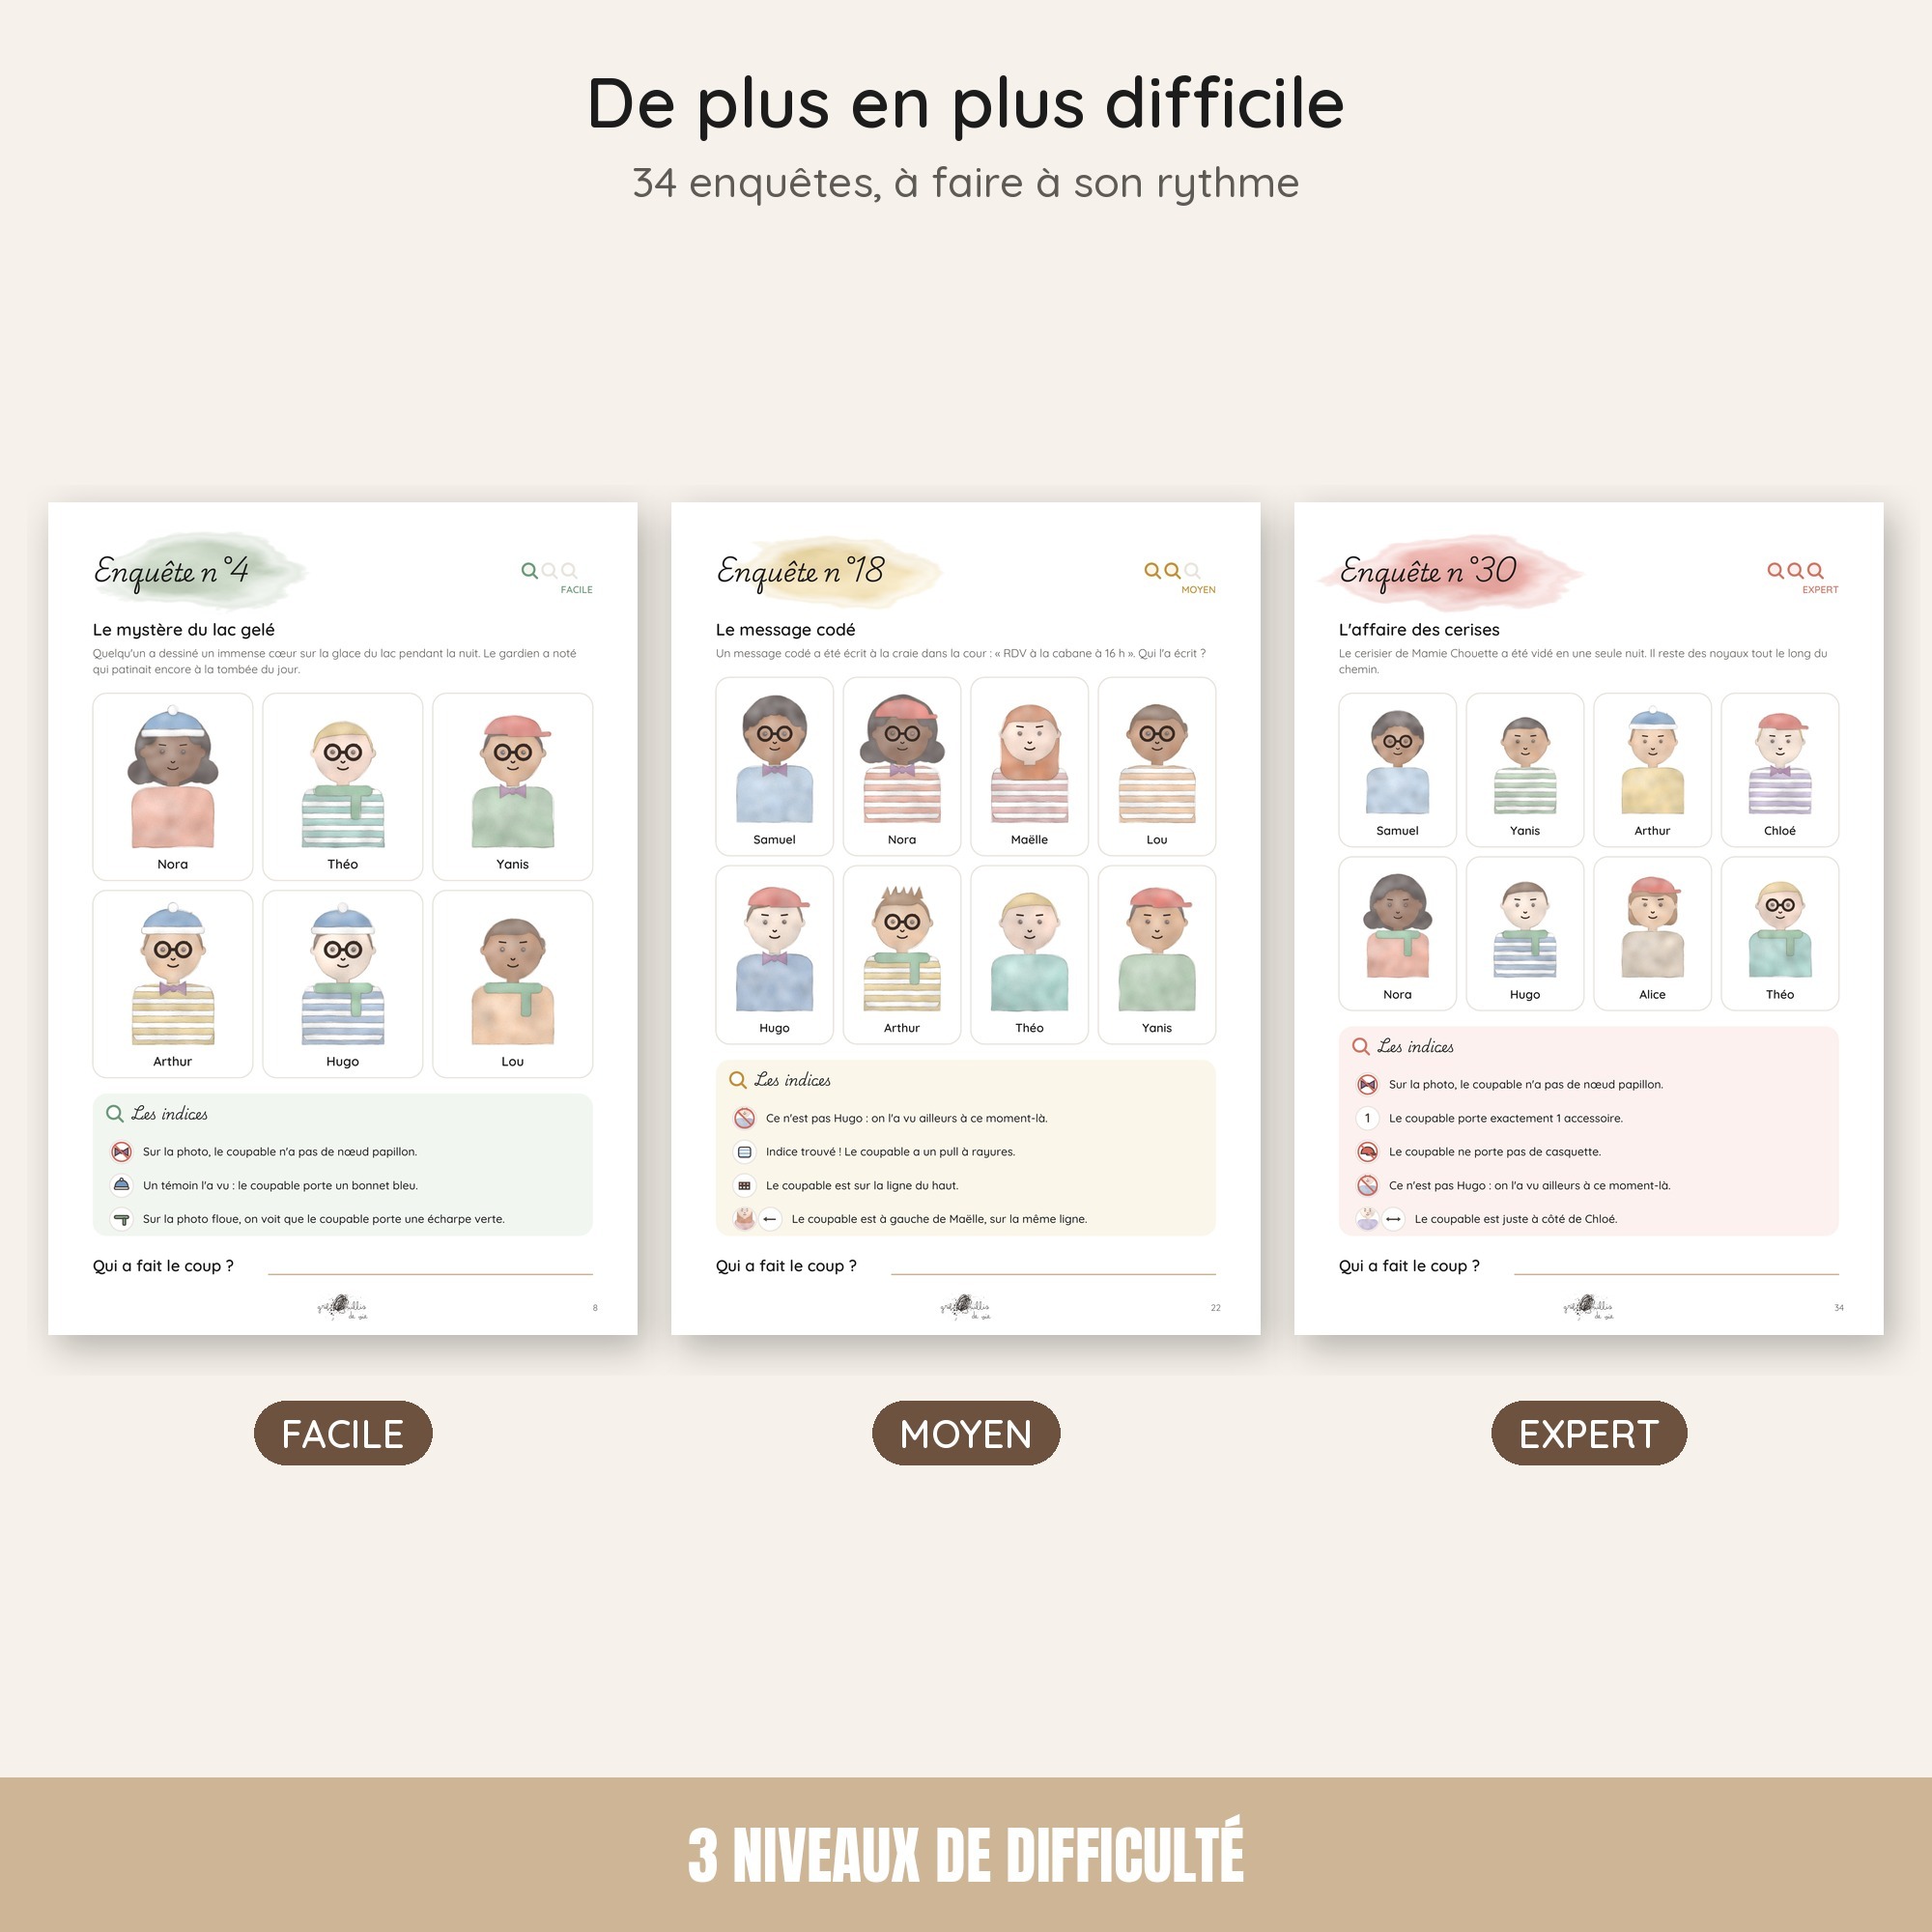 De plus en plus difficile
34 enquêtes, à faire à son rythme
Enquête n°4
FACILE
Le mystère du lac gelé
Quelqu'un a dessiné un immense cœur sur la glace du lac pendant la nuit. Le gardien a noté
qui patinait encore à la tombée du jour.
Nora
Théo
Yanis
Arthur
Hugo
Lou
Les indices
Sur la photo, le coupable n'a pas de nœud papillon.
Un témoin l'a vu : le coupable porte un bonnet bleu.
Sur la photo floue, on voit que le coupable porte une écharpe verte.
Qui a fait le coup ?
8
Enquête n°18
MOYEN
Le message codé
Un message codé a été écrit à la craie dans la cour : « RDV à la cabane à 16 h ». Qui l'a écrit ?
Samuel
Nora
Maëlle
Lou
Hugo
Arthur
Théo
Yanis
Les indices
Ce n'est pas Hugo : on l'a vu ailleurs à ce moment-là.
Indice trouvé ! Le coupable a un pull à rayures.
Le coupable est sur la ligne du haut.
Le coupable est à gauche de Maëlle, sur la même ligne.
Qui a fait le coup ?
22
Enquête n°30
EXPERT
L'affaire des cerises
Le cerisier de Mamie Chouette a été vidé en une seule nuit. Il reste des noyaux tout le long du
chemin.
Samuel
Yanis
Arthur
Chloé
Nora
Hugo
Alice
Théo
Les indices
Sur la photo, le coupable n'a pas de nœud papillon.
1
Le coupable porte exactement 1 accessoire.
Le coupable ne porte pas de casquette.
Ce n'est pas Hugo : on l'a vu ailleurs à ce moment-là.
Le coupable est juste à côté de Chloé.
Qui a fait le coup ?
34
FACILE
MOYEN
EXPERT
3 NIVEAUX DE DIFFICULTÉ